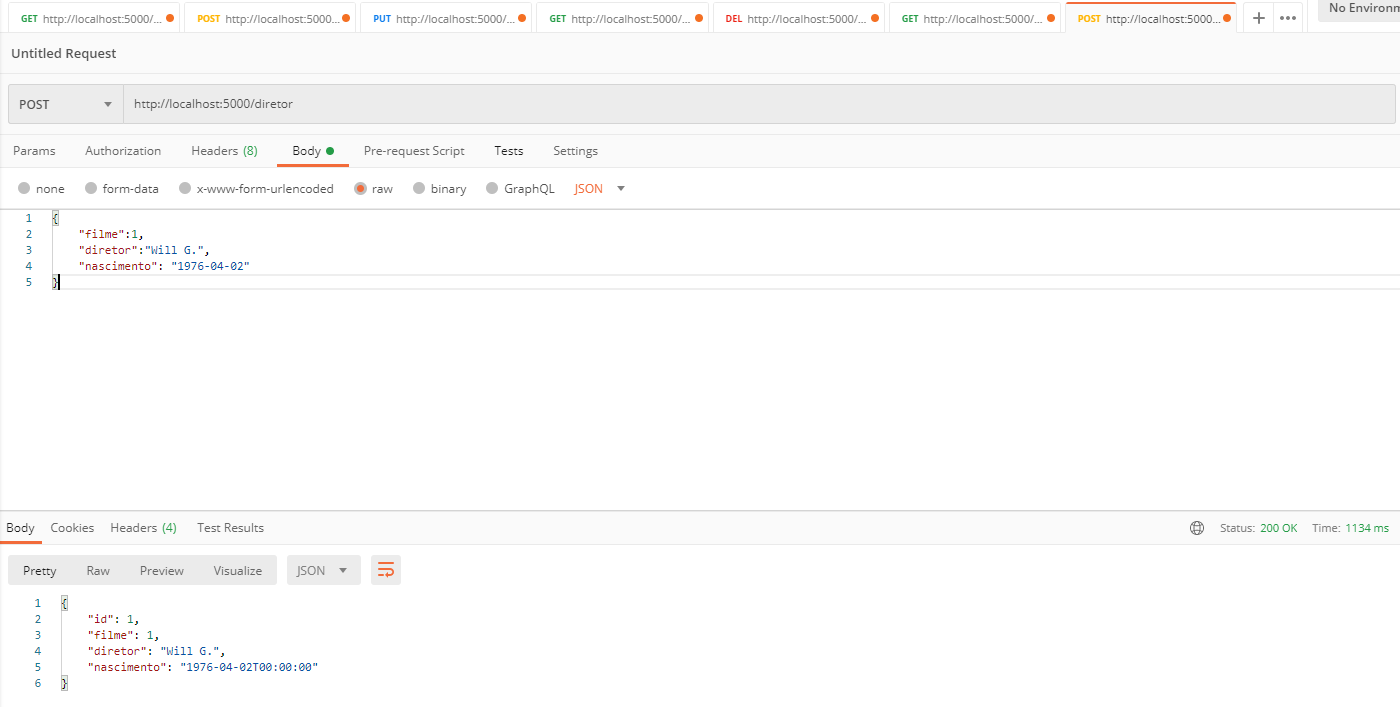 GET http://localhost:5000/... POST http://localhost:5000... PUT http://localhost:5000/... GET http://localhost:5000/... DEL http://localhost:5000/... GET http://localhost:5000/... POST http://localhost:5000... + ••• No Environm
Untitled Request
POST http://localhost:5000/diretor
Params Authorization Headers (8) Body Pre-request Script Tests Settings
none form-data x-www-form-urlencoded raw binary GraphQL JSON
1 {
2 "filme":1,
3 "diretor":"Will G.",
4 "nascimento": "1976-04-02"
5 }
Body Cookies Headers (4) Test Results Status: 200 OK Time: 1134 ms
Pretty Raw Preview Visualize JSON
1 {
2 "id": 1,
3 "filme": 1,
4 "diretor": "Will G.",
5 "nascimento": "1976-04-02T00:00:00"
6 }